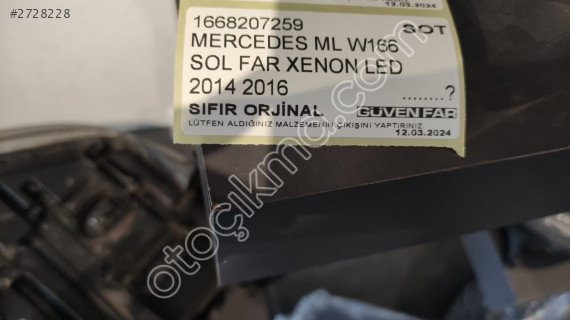 #2728228
12.03.2024
1668207259 SOT
MERCEDES ML W166
SOL FAR XENON LED
2014 2016 ........?
SIFIR ORJİNAL GÜVEN FAR
LÜTFEN ALDIĞINIZ MALZEMENİN ÇIKIŞINI YAPTIRINIZ
12.03.2024
otoçıkma.com